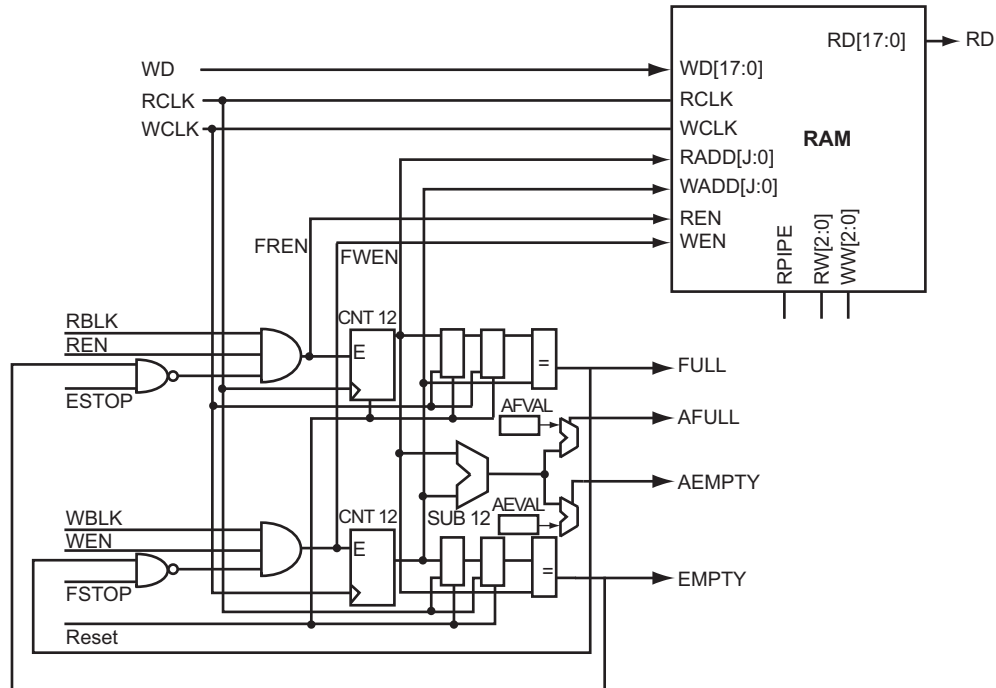 RD[17:0]
RD
WD
WD[17:0]
RCLK
RCLK
WCLK
WCLK
RAM
RADD[J:0]
WADD[J:0]
REN
FREN
FWEN
WEN
RPIPE
RW[2:0]
WW[2:0]
RBLK
CNT 12
REN
E
=
FULL
ESTOP
AFVAL
AFULL
AEMPTY
WBLK
CNT 12
SUB 12
AEVAL
WEN
E
=
EMPTY
FSTOP
Reset